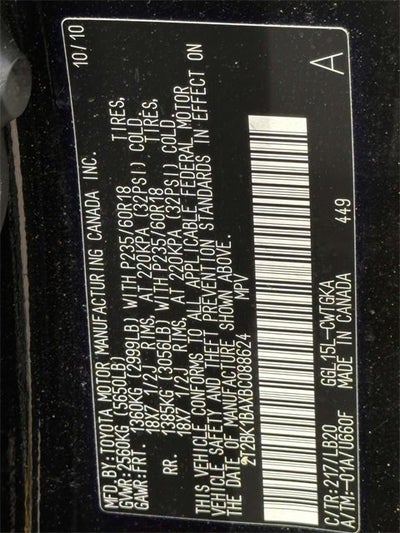 MFD.BY:TOYOTA MOTOR MANUFACTURING CANADA INC. 10/10
GVWR:2560KG (5650LB)
GAWR:FRT. 1360KG (2999LB) WITH P235/60R18 TIRES,
18X7 1/2J RIMS, AT 220KPA (32PSI) COLD.
RR. 1385KG (3056LB) WITH P235/60R18 TIRES,
18X7 1/2J RIMS, AT 220KPA (32PSI) COLD.
THIS VEHICLE CONFORMS TO ALL APPLICABLE FEDERAL MOTOR
VEHICLE SAFETY AND THEFT PREVENTION STANDARDS IN EFFECT ON
THE DATE OF MANUFACTURE SHOWN ABOVE.
2T2BK1BAXBC088624 MPV
C/TR:217/LB20 GGL15L-CWTGKA A
A/TM:-01A/U660F MADE IN CANADA 449